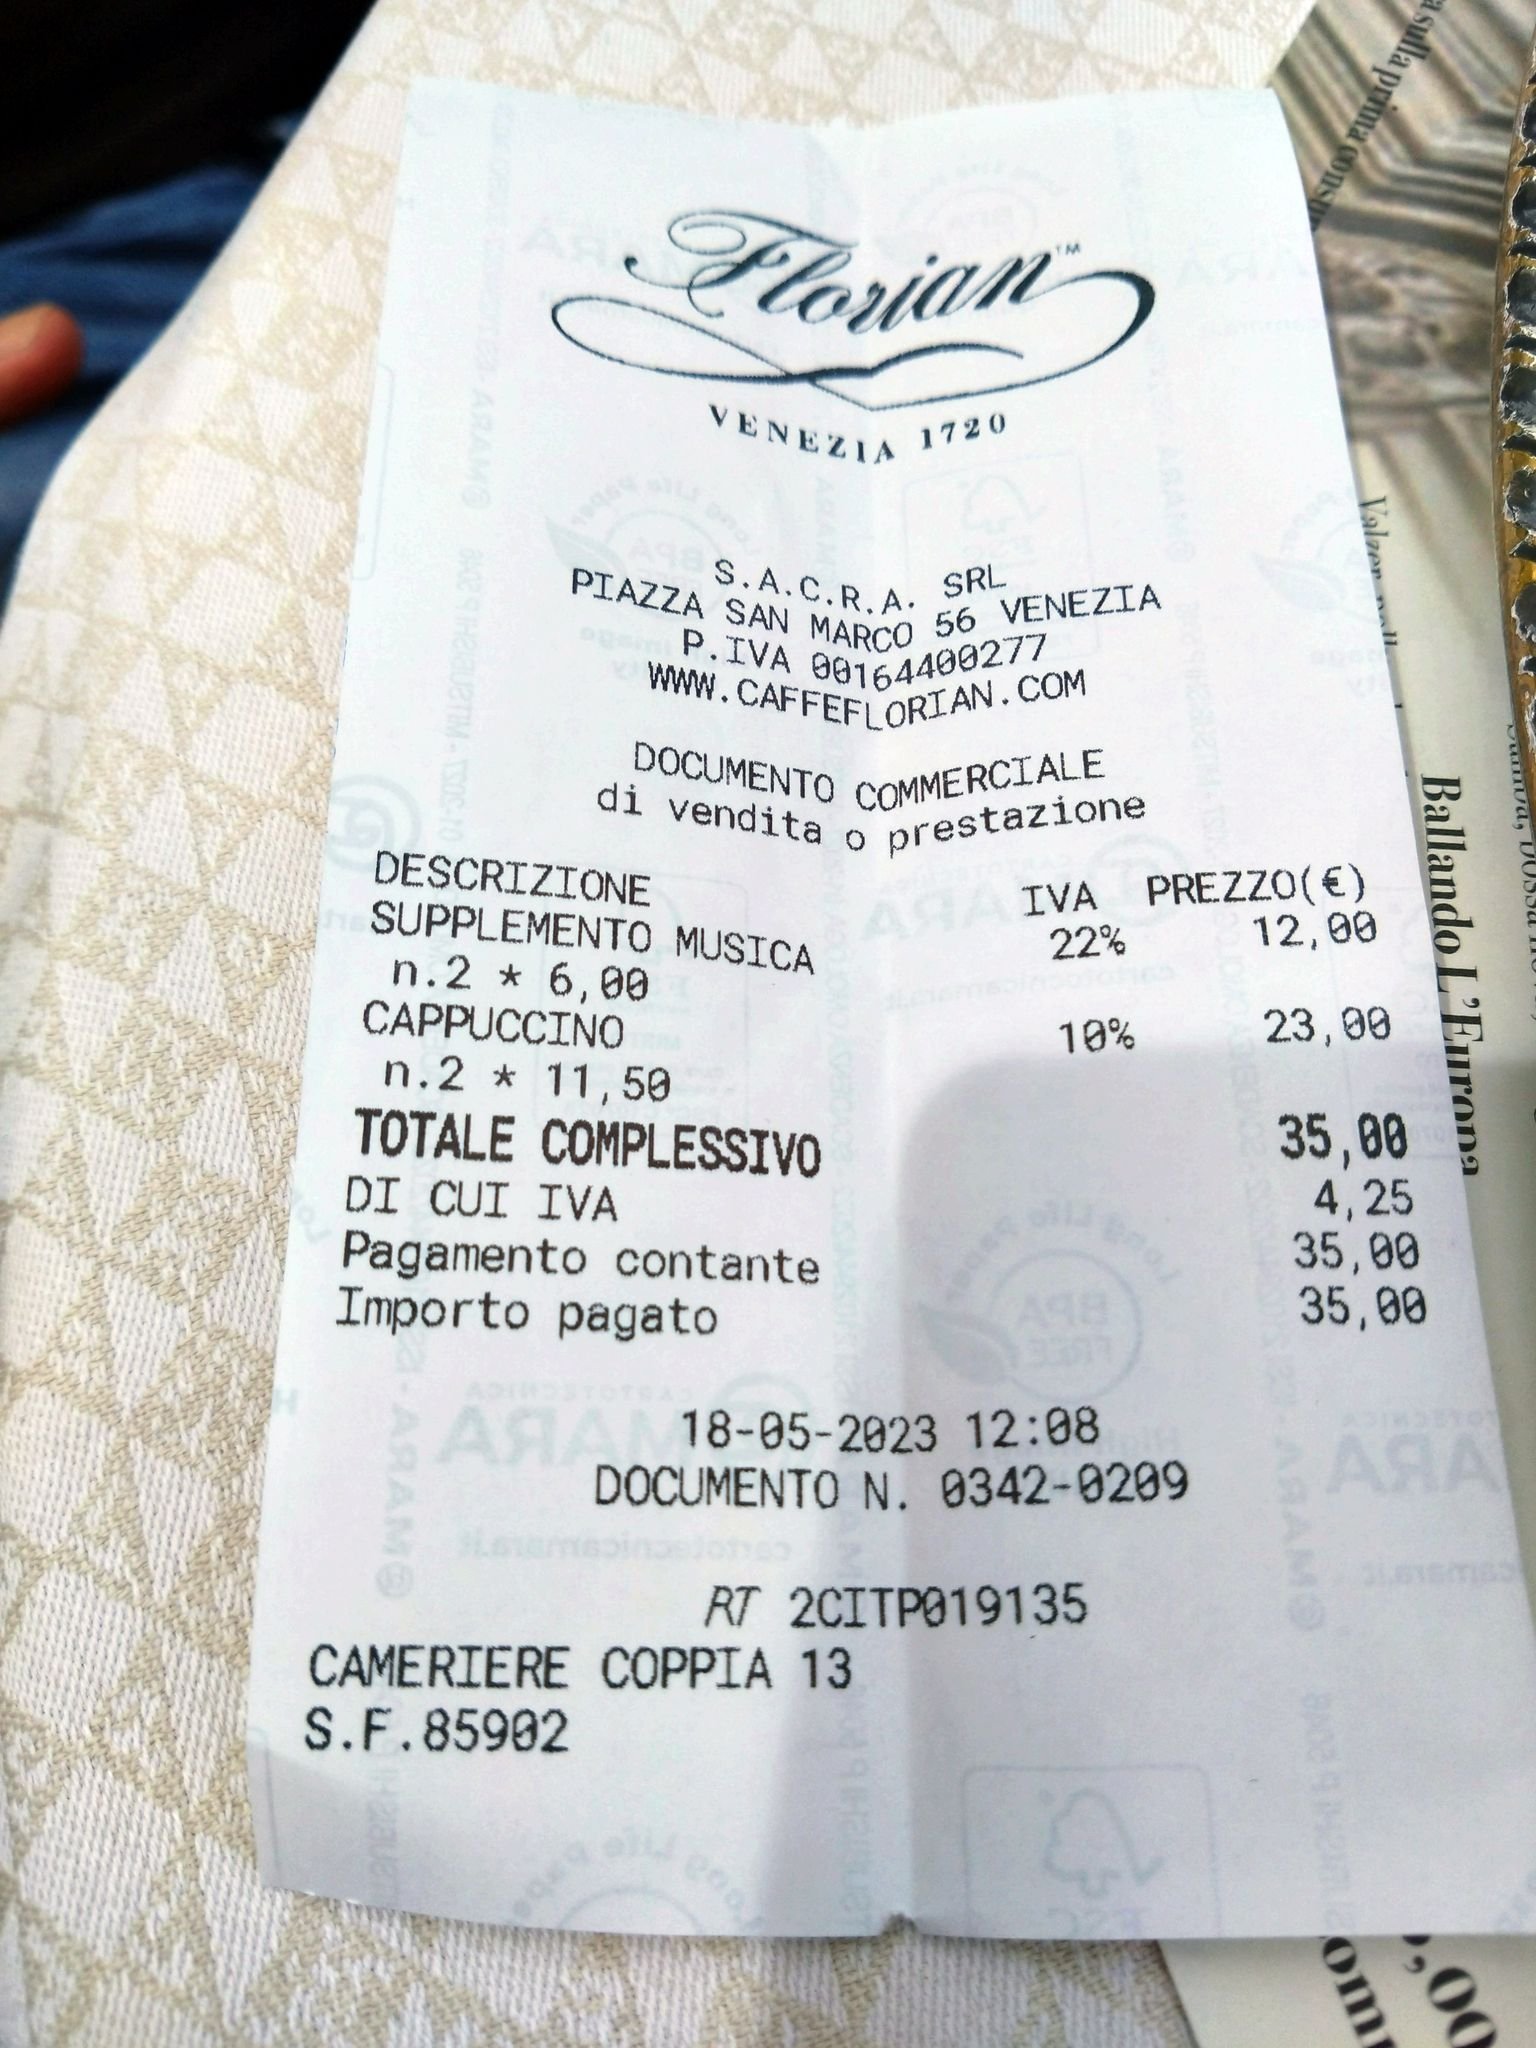 Florian™
VENEZIA 1720
S.A.C.R.A. SRL
PIAZZA SAN MARCO 56 VENEZIA
P.IVA 00164400277
WWW.CAFFEFLORIAN.COM
DOCUMENTO COMMERCIALE
di vendita o prestazione
DESCRIZIONE IVA PREZZO(€)
SUPPLEMENTO MUSICA 22% 12,00
n.2 * 6,00
CAPPUCCINO 10% 23,00
n.2 * 11,50
TOTALE COMPLESSIVO 35,00
DI CUI IVA 4,25
Pagamento contante 35,00
Importo pagato 35,00
18-05-2023 12:08
DOCUMENTO N. 0342-0209
RT 2CITP019135
CAMERIERE COPPIA 13
S.F.85902
sulla prima
Ballando L'Europa